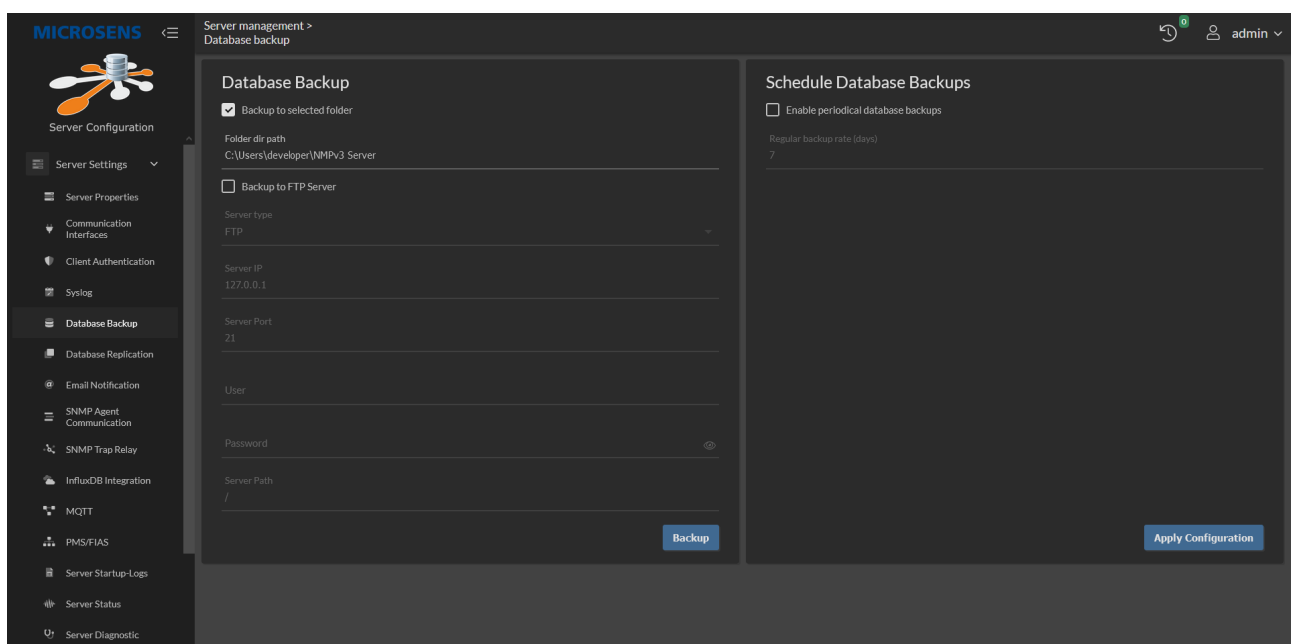 MICROSENS
Server Configuration
Server Settings
Server Properties
Communication
Interfaces
Client Authentication
Syslog
Database Backup
Database Replication
Email Notification
SNMP Agent
Communication
SNMP Trap Relay
InfluxDB Integration
MQTT
PMS/FIAS
Server Startup-Logs
Server Status
Server Diagnostic
Server management >
Database backup
0
admin
Database Backup
Backup to selected folder
Folder dir path
C:\Users\developer\NMPv3 Server
Backup to FTP Server
Server type
FTP
Server IP
127.0.0.1
Server Port
21
User
Password
Server Path
/
Backup
Schedule Database Backups
Enable periodical database backups
Regular backup rate (days)
7
Apply Configuration